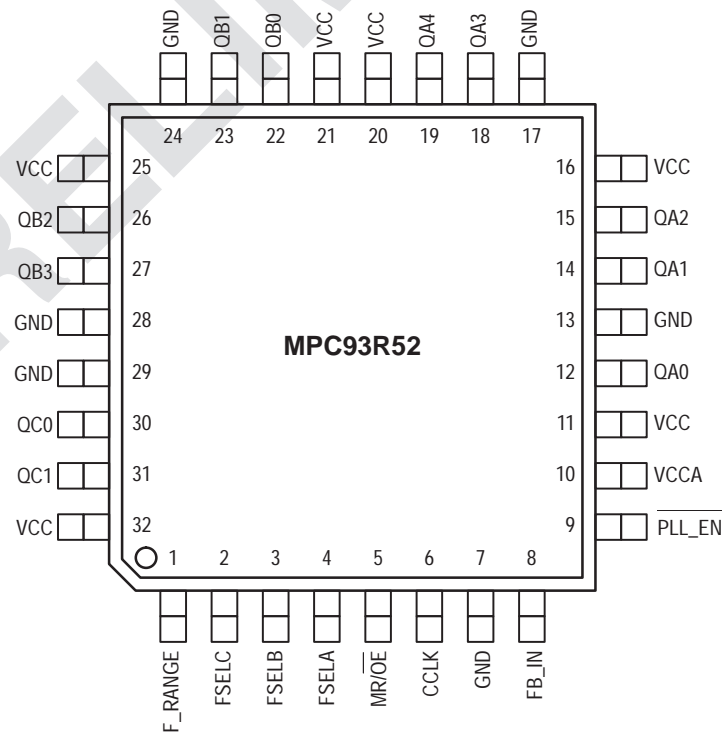 GND QB1 QB0 VCC VCC QA4 QA3 GND
24 23 22 21 20 19 18 17
VCC 25 16 VCC
QB2 26 15 QA2
QB3 27 14 QA1
GND 28 13 GND
MPC93R52
GND 29 12 QA0
QC0 30 11 VCC
QC1 31 10 VCCA
VCC 32 9 PLL_EN
1 2 3 4 5 6 7 8
F_RANGE FSELC FSELB FSELA MR/OE CCLK GND FB_IN